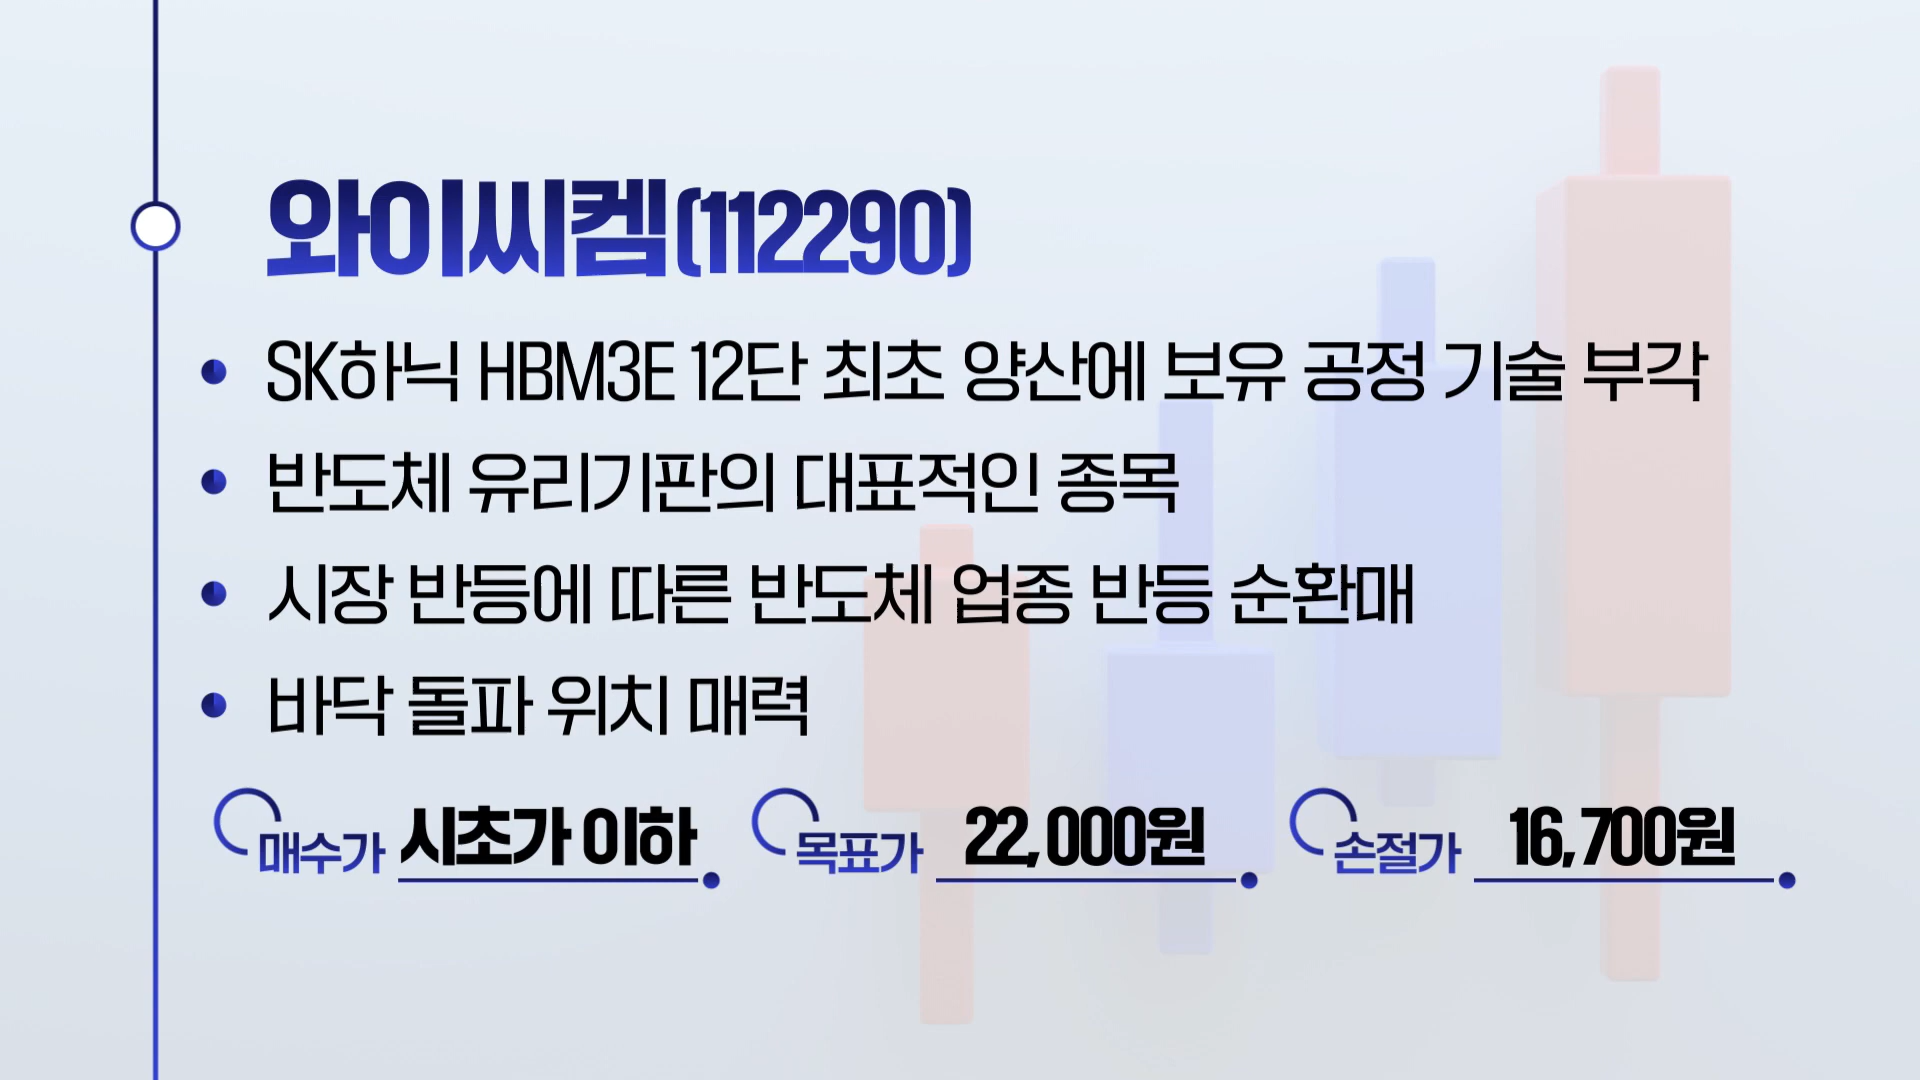 와이씨켐(112290)
SK하닉 HBM3E 12단 최초 양산에 보유 공정 기술 부각
반도체 유리기판의 대표적인 종목
시장 반등에 따른 반도체 업종 반등 순환매
바닥 돌파 위치 매력
매수가 시초가 이하 목표가 22,000원 손절가 16,700원